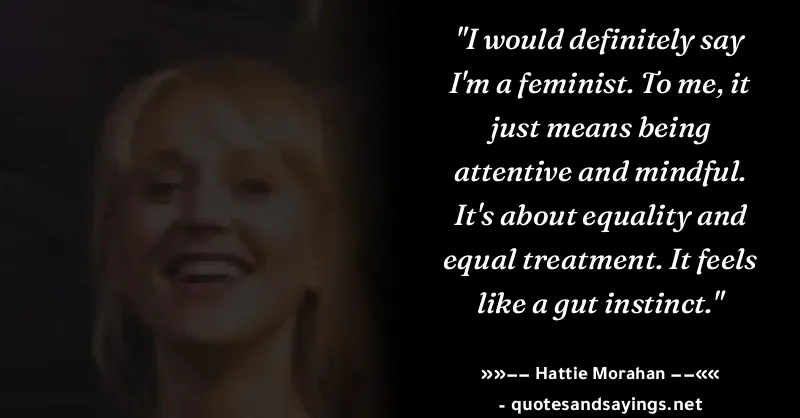 "I would definitely say
I'm a feminist. To me, it
just means being
attentive and mindful.
It's about equality and
equal treatment. It feels
like a gut instinct."
»»–– Hattie Morahan ––««
- quotesandsayings.net